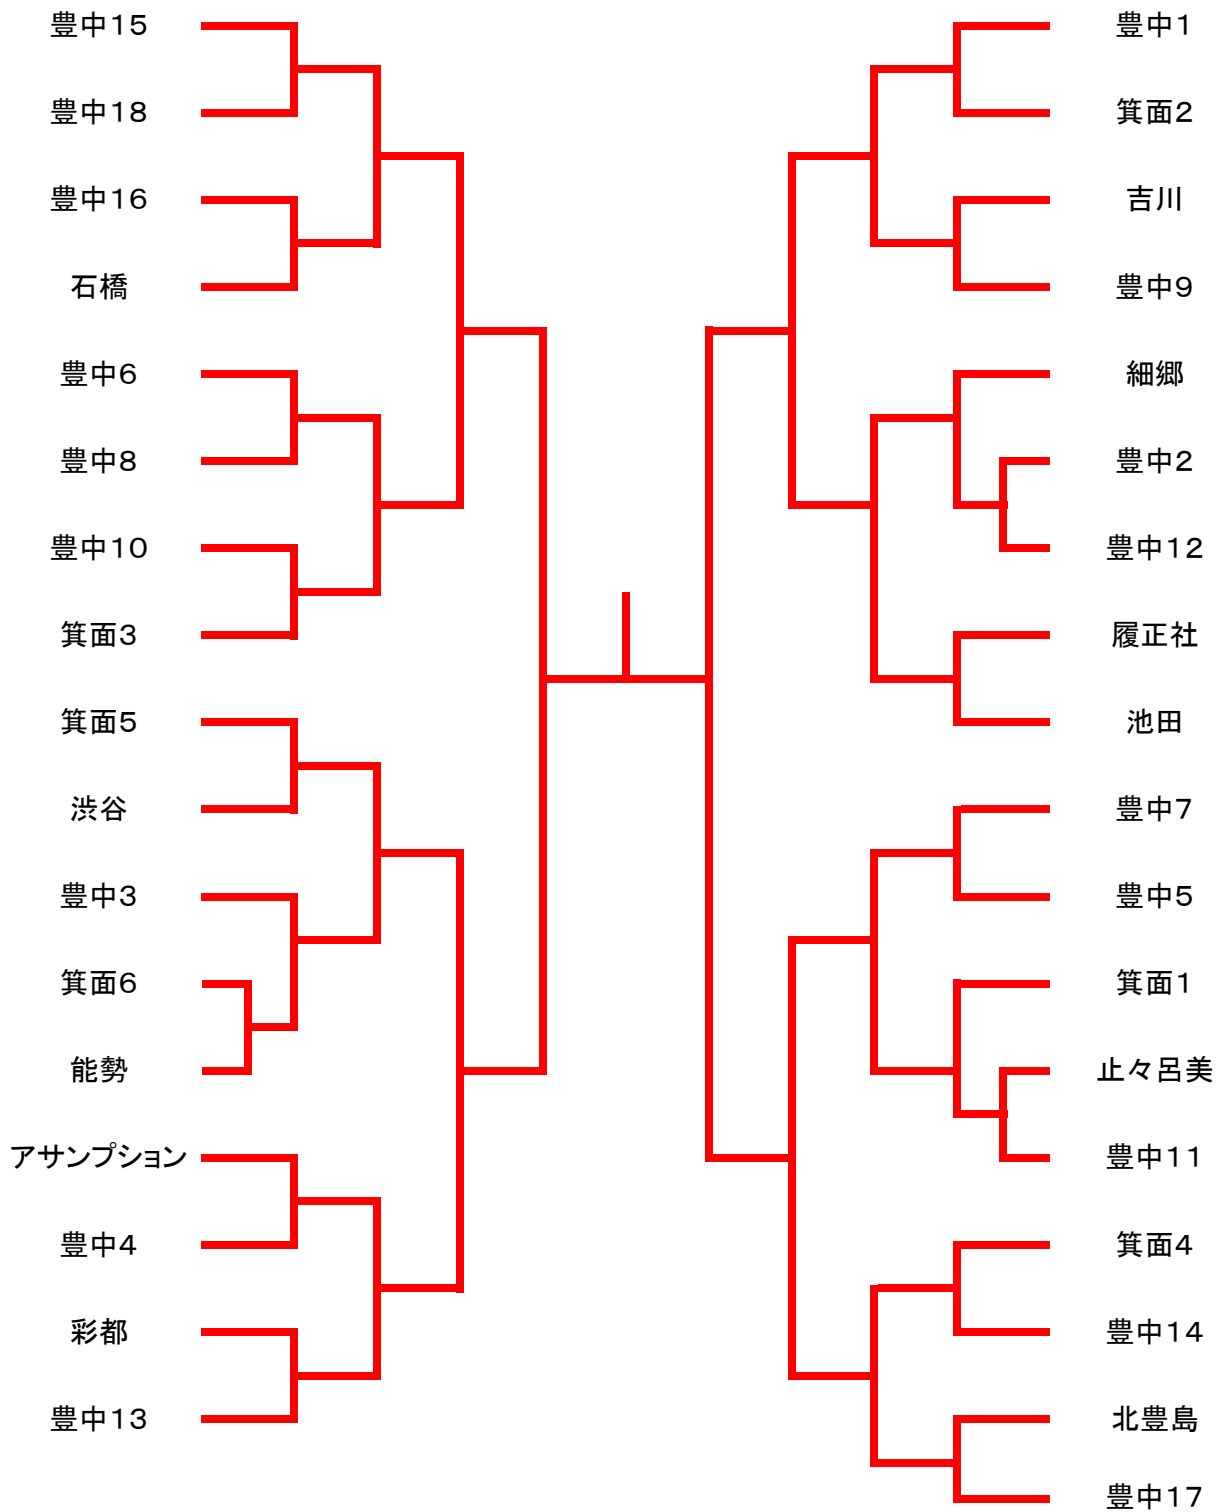 豊中15
豊中18
豊中16
石橋
豊中6
豊中8
豊中10
箕面3
箕面5
渋谷
豊中3
箕面6
能勢
アサンプション
豊中4
彩都
豊中13
豊中1
箕面2
吉川
豊中9
細郷
豊中2
豊中12
履正社
池田
豊中7
豊中5
箕面1
止々呂美
豊中11
箕面4
豊中14
北豊島
豊中17